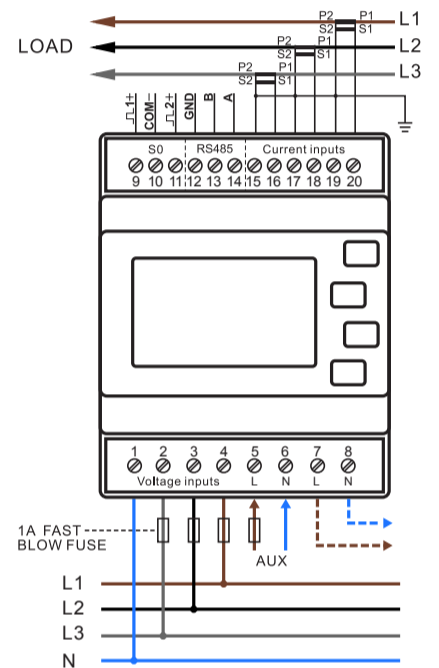 P2 P1 L1
S2 S1
LOAD P2 P1 L2
S2 S1
P2 P1 L3
S2 S1
⎍1+ COM− ⎍2+ GND B A
S0 RS485 Current inputs
9 10 11 12 13 14 15 16 17 18 19 20
1 2 3 4 5 6 7 8
Voltage inputs L N L N
1A FAST
BLOW FUSE
AUX
L1
L2
L3
N